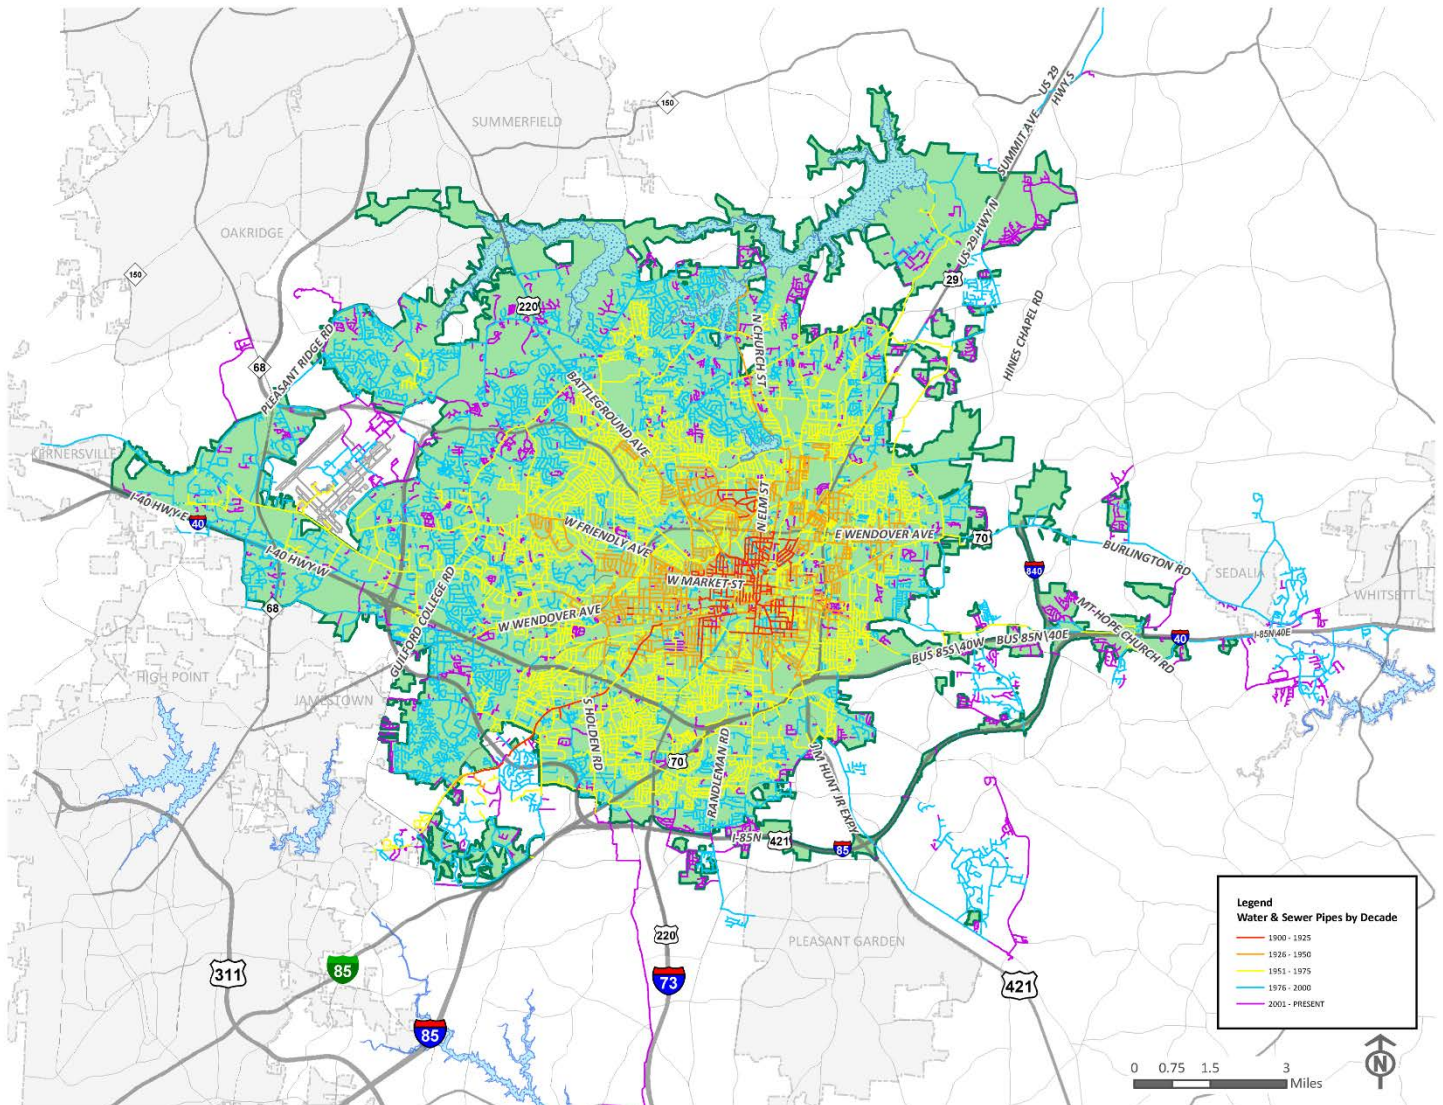 150
SUMMERFIELD
US 29
HWY S
SUMMIT AVE
US 29 HWY N
OAKRIDGE
150
29
220
HINES CHAPEL RD
N CHURCH ST
PLEASANT RIDGE RD
68
BATTLEGROUND AVE
KERNERSVILLE
I-40 HWY E
40
N ELM ST
W FRIENDLY AVE
E WENDOVER AVE
70
I-40 HWY W
BURLINGTON RD
840
SEDALIA
W MARKET ST
WHITSETT
68
GUILFORD COLLEGE RD
W WENDOVER AVE
MT HOPE CHURCH RD
BUS 85S\40W
BUS 85N\40E
40
I-85N\40E
HIGH POINT
JAMESTOWN
S HOLDEN RD
70
RANDLEMAN RD
JIM HUNT JR EXPY
I-85N
421
85
220
PLEASANT GARDEN
311
85
73
421
85
Legend
Water & Sewer Pipes by Decade
1900 - 1925
1926 - 1950
1951 - 1975
1976 - 2000
2001 - PRESENT
N
0 0.75 1.5 3
Miles